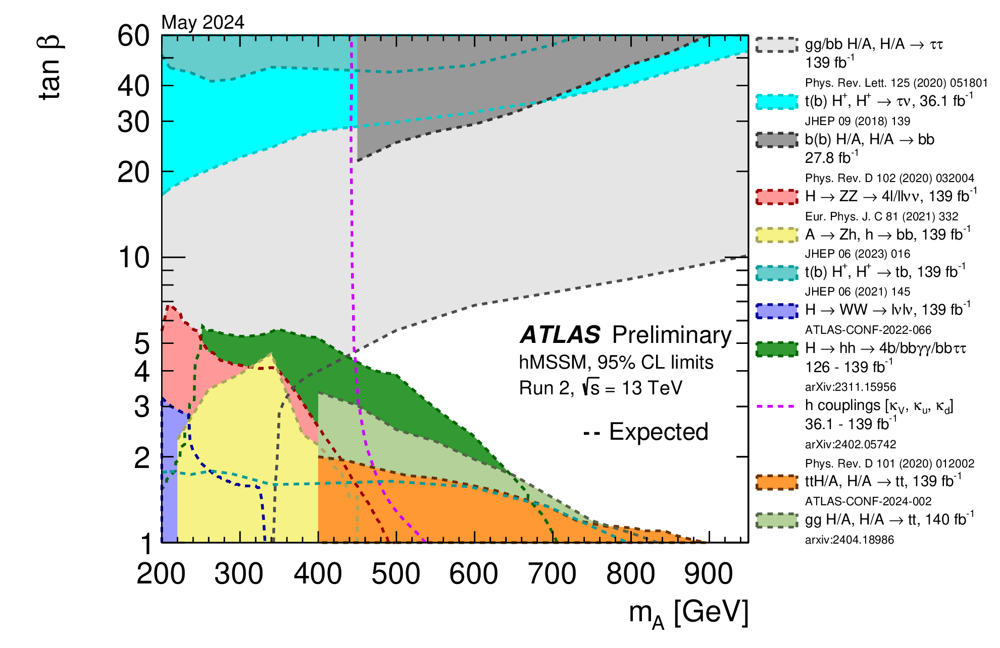 May 2024
tan β
60
40
30
20
10
5
4
3
2
1
200 300 400 500 600 700 800 900
m_A [GeV]
ATLAS Preliminary
hMSSM, 95% CL limits
Run 2, √s = 13 TeV
-- Expected
gg/bb H/A, H/A → ττ
139 fb⁻¹
Phys. Rev. Lett. 125 (2020) 051801
t(b) H⁺, H⁺ → τν, 36.1 fb⁻¹
JHEP 09 (2018) 139
b(b) H/A, H/A → bb
27.8 fb⁻¹
Phys. Rev. D 102 (2020) 032004
H → ZZ → 4l/llνν, 139 fb⁻¹
Eur. Phys. J. C 81 (2021) 332
A → Zh, h → bb, 139 fb⁻¹
JHEP 06 (2023) 016
t(b) H⁺, H⁺ → tb, 139 fb⁻¹
JHEP 06 (2021) 145
H → WW → lνlν, 139 fb⁻¹
ATLAS-CONF-2022-066
H → hh → 4b/bbγγ/bbττ
126 - 139 fb⁻¹
arXiv:2311.15956
h couplings [κ_V, κ_u, κ_d]
36.1 - 139 fb⁻¹
arXiv:2402.05742
Phys. Rev. D 101 (2020) 012002
ttH/A, H/A → tt, 139 fb⁻¹
ATLAS-CONF-2024-002
gg H/A, H/A → tt, 140 fb⁻¹
arxiv:2404.18986